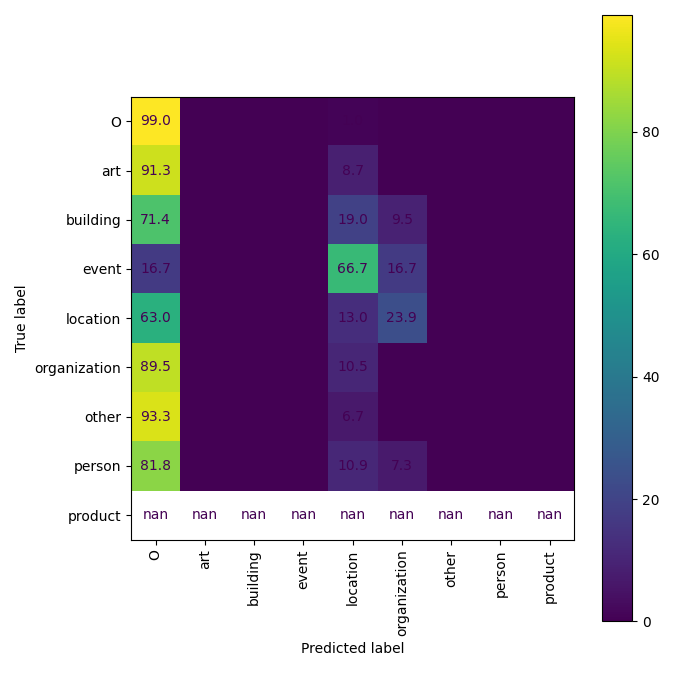 O 99.0
art 91.3 8.7
building 71.4 19.0 9.5
event 16.7 66.7 16.7
location 63.0 13.0 23.9
organization 89.5 10.5
other 93.3 6.7
person 81.8 10.9 7.3
product nan nan nan nan nan nan nan nan nan
O art building event location organization other person product
Predicted label
True label
80
60
40
20
0